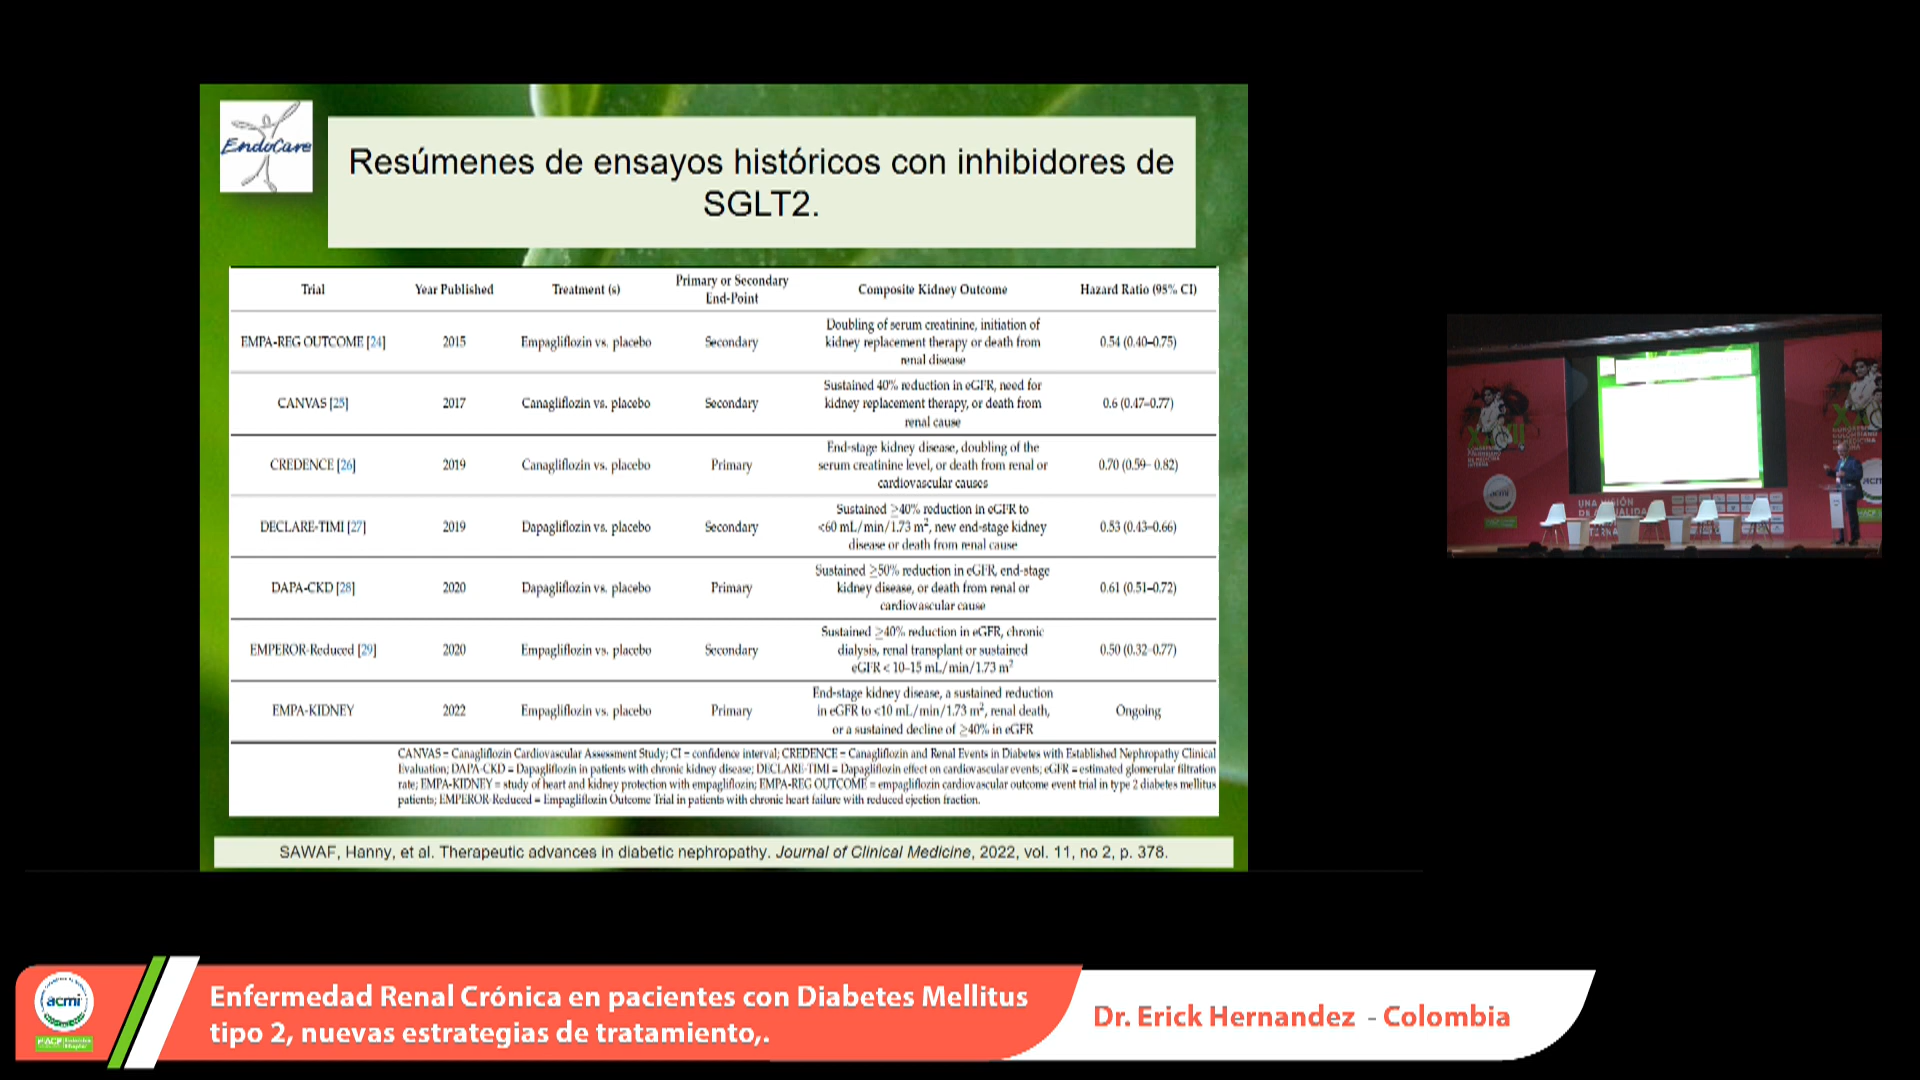 EndoCare
Resúmenes de ensayos históricos con inhibidores de
SGLT2.
Trial
Year Published
Treatment (s)
Primary or Secondary
End-Point
Composite Kidney Outcome
Hazard Ratio (95% CI)
EMPA-REG OUTCOME [24]
2015
Empagliflozin vs. placebo
Secondary
Doubling of serum creatinine, initiation of
kidney replacement therapy or death from
renal disease
0.54 (0.40–0.75)
CANVAS [25]
2017
Canagliflozin vs. placebo
Secondary
Sustained 40% reduction in eGFR, need for
kidney replacement therapy, or death from
renal cause
0.6 (0.47–0.77)
CREDENCE [26]
2019
Canagliflozin vs. placebo
Primary
End-stage kidney disease, doubling of the
serum creatinine level, or death from renal or
cardiovascular causes
0.70 (0.59– 0.82)
DECLARE-TIMI [27]
2019
Dapagliflozin vs. placebo
Secondary
Sustained ≥40% reduction in eGFR to
<60 mL/min/1.73 m², new end-stage kidney
disease or death from renal cause
0.53 (0.43–0.66)
DAPA-CKD [28]
2020
Dapagliflozin vs. placebo
Primary
Sustained ≥50% reduction in eGFR, end-stage
kidney disease, or death from renal or
cardiovascular cause
0.61 (0.51–0.72)
EMPEROR-Reduced [29]
2020
Empagliflozin vs. placebo
Secondary
Sustained ≥40% reduction in eGFR, chronic
dialysis, renal transplant or sustained
eGFR < 10–15 mL/min/1.73 m²
0.50 (0.32–0.77)
EMPA-KIDNEY
2022
Empagliflozin vs. placebo
Primary
End-stage kidney disease, a sustained reduction
in eGFR to <10 mL/min/1.73 m², renal death,
or a sustained decline of ≥40% in eGFR
Ongoing
CANVAS = Canagliflozin Cardiovascular Assessment Study; CI = confidence interval; CREDENCE = Canagliflozin and Renal Events in Diabetes with Established Nephropathy Clinical
Evaluation; DAPA-CKD = Dapagliflozin in patients with chronic kidney disease; DECLARE-TIMI = Dapagliflozin effect on cardiovascular events; eGFR = estimated glomerular filtration
rate; EMPA-KIDNEY = study of heart and kidney protection with empagliflozin; EMPA-REG OUTCOME = empagliflozin cardiovascular outcome event trial in type 2 diabetes mellitus
patients; EMPEROR-Reduced = Empagliflozin Outcome Trial in patients with chronic heart failure with reduced ejection fraction.
SAWAF, Hanny, et al. Therapeutic advances in diabetic nephropathy. Journal of Clinical Medicine, 2022, vol. 11, no 2, p. 378.
acmi
Enfermedad Renal Crónica en pacientes con Diabetes Mellitus
tipo 2, nuevas estrategias de tratamiento,.
Dr. Erick Hernandez - Colombia